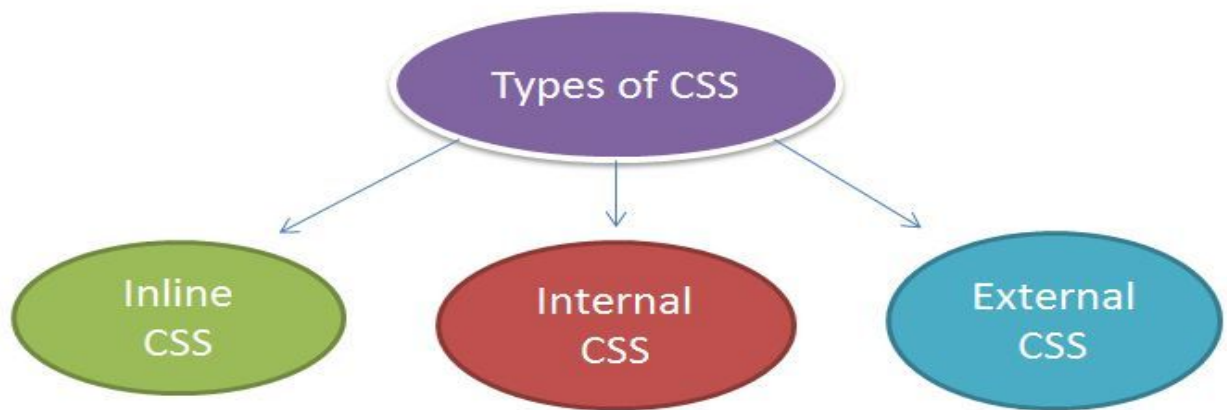 Types of CSS
Inline
CSS
Internal
CSS
External
CSS